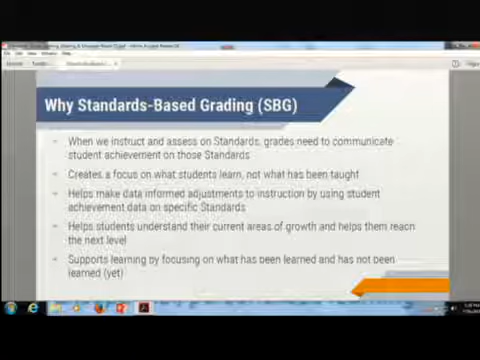 Why Standards-Based Grading (SBG)
When we instruct and assess on Standards, grades need to communicate
student achievement on those Standards
Creates a focus on what students learn, not what has been taught
Helps make data informed adjustments to instruction by using student
achievement data on specific Standards
Helps students understand their current areas of growth and helps them reach
the next level
Supports learning by focusing on what has been learned and has not been
learned (yet)